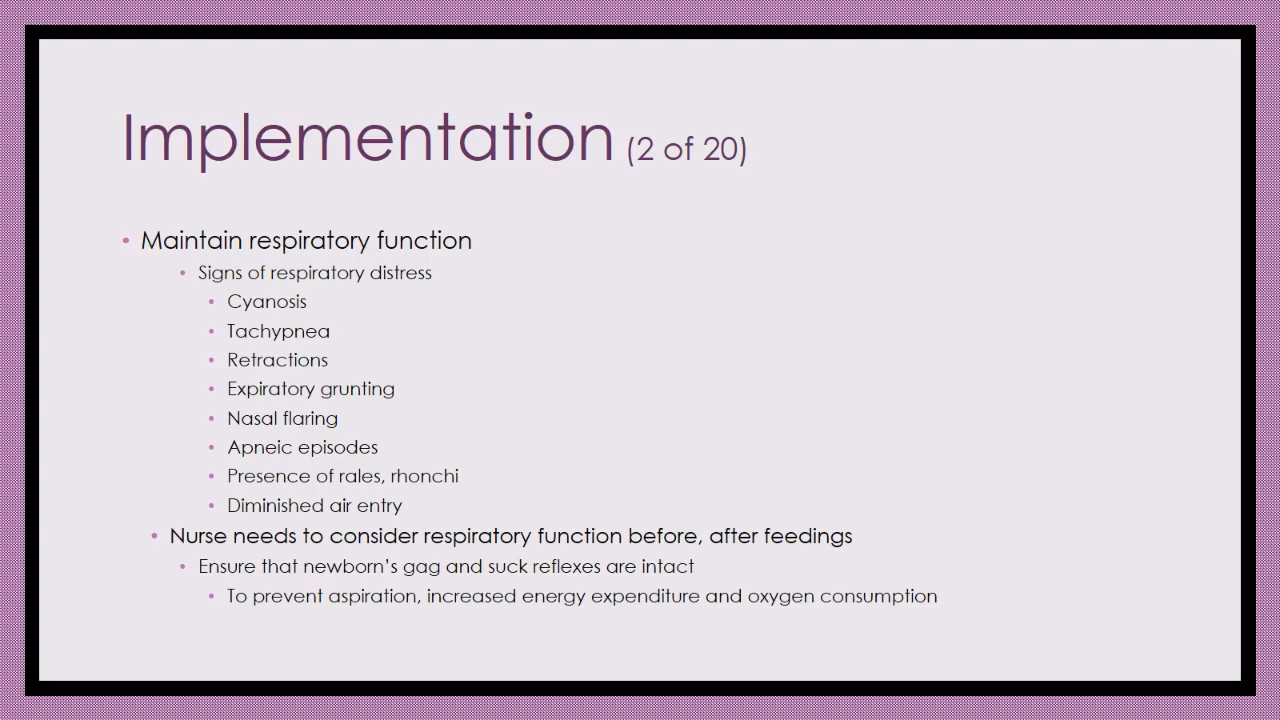 Implementation (2 of 20)
• Maintain respiratory function
• Signs of respiratory distress
• Cyanosis
• Tachypnea
• Retractions
• Expiratory grunting
• Nasal flaring
• Apneic episodes
• Presence of rales, rhonchi
• Diminished air entry
• Nurse needs to consider respiratory function before, after feedings
• Ensure that newborn’s gag and suck reflexes are intact
• To prevent aspiration, increased energy expenditure and oxygen consumption